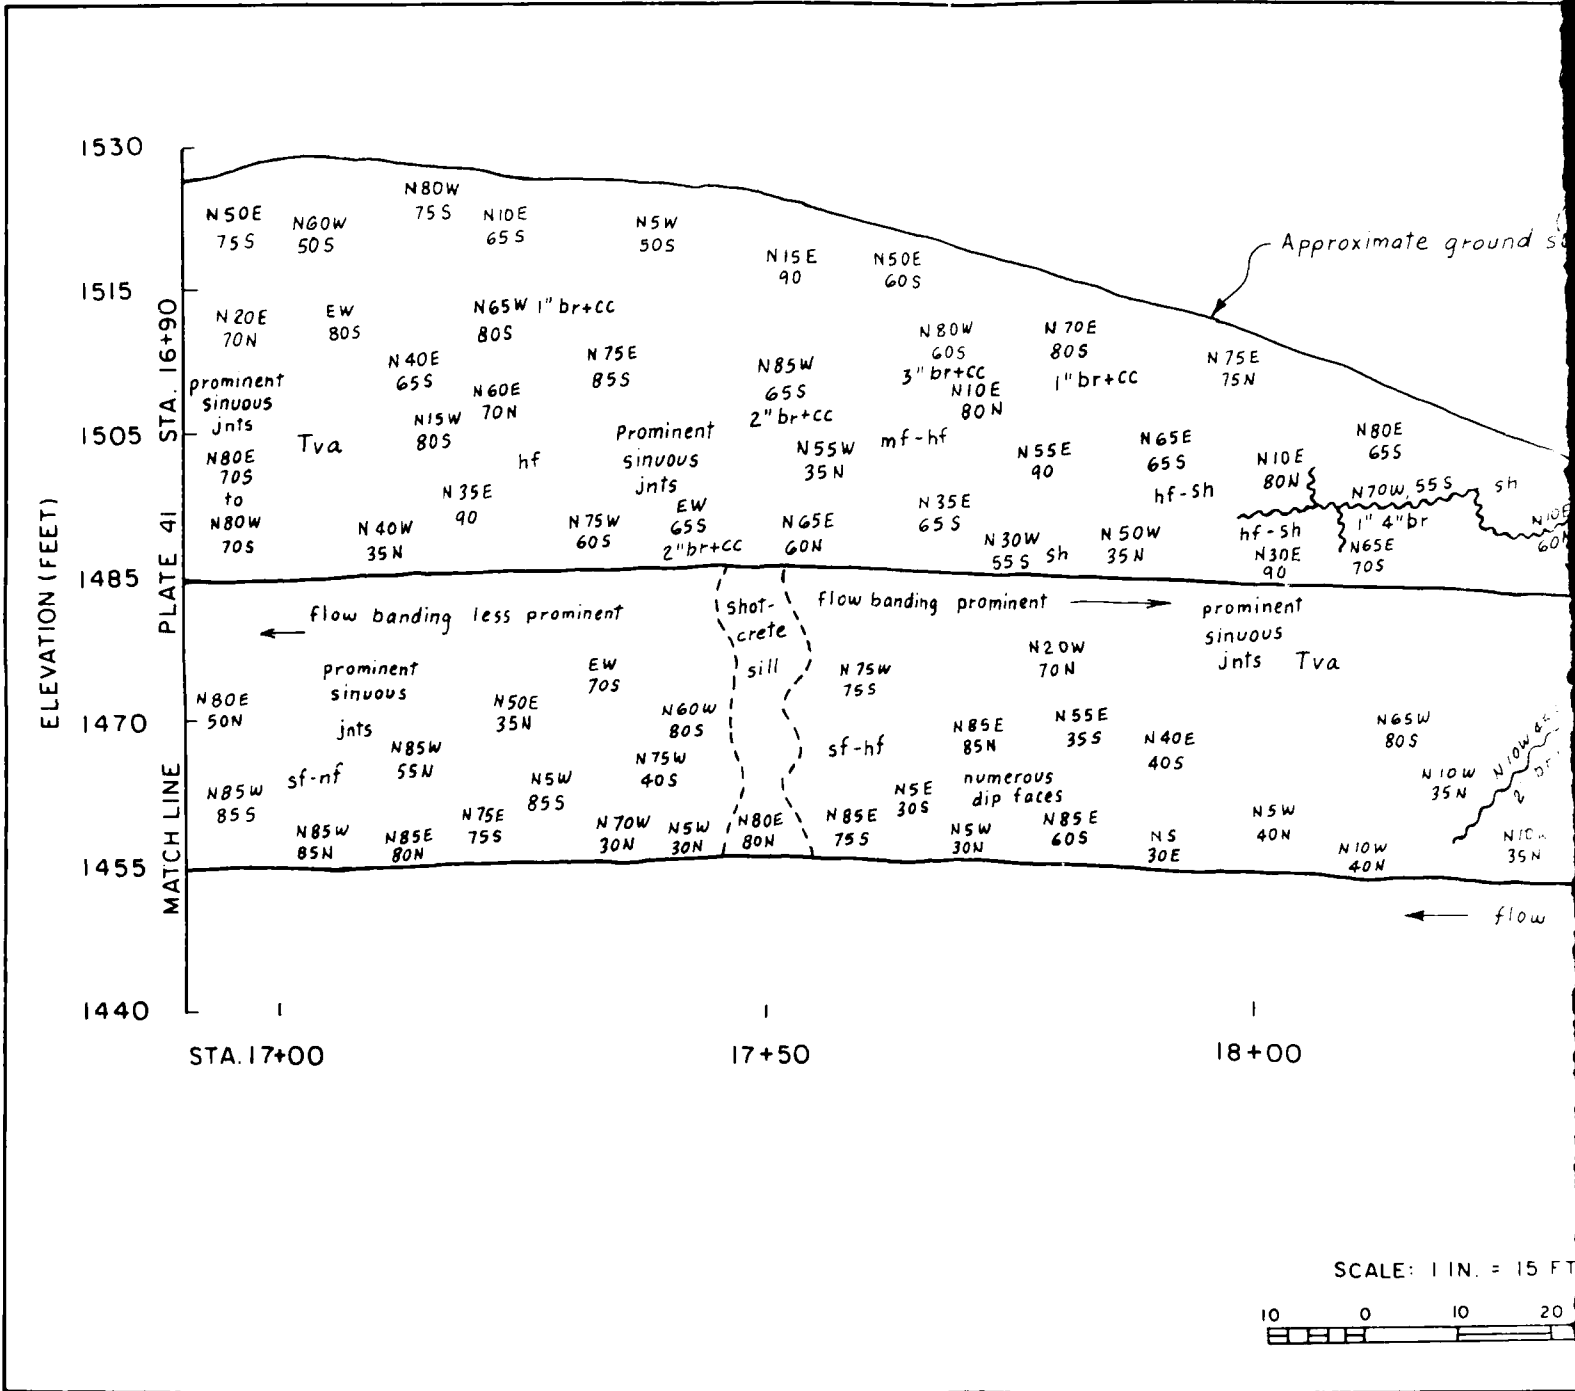 1530
N80W
75S
N50E
75S
N60W
50S
N10E
65S
N5W
50S
N15E
90
N50E
60S
Approximate ground
1515
N20E
70N
EW
80S
N65W 1" br+cc
80S
N40E
65S
N75E
85S
N85W
65S
2" br+cc
N80W
60S
3" br+cc
N10E
80N
N70E
80S
1" br+cc
N75E
75N
prominent
sinuous
jnts
N60E
70N
N15W
80S
1505
Tva
hf
Prominent
sinuous
jnts
N55W
35N
mf-hf
N55E
90
N65E
65S
hf-sh
N10E
80N
N80E
65S
N80E
70S
to
N80W
70S
N35E
90
N40W
35N
N75W
60S
EW
65S
2" br+cc
N65E
60N
N35E
65S
N30W
55S sh
N50W
35N
hf-sh
N30E
90
N70W, 55S
1" 4" br
N65E
70S
sh
N10E
60N
1485
flow banding less prominent
shot-
crete
sill
flow banding prominent
prominent
sinuous
jnts Tva
prominent
sinuous
jnts
EW
70S
N75W
75S
N20W
70N
N80E
50N
1470
N50E
35N
N60W
80S
N85W
55N
N75W
40S
sf-hf
N85E
85N
N55E
35S
N40E
40S
N65W
80S
sf-nf
N85W
85S
N5W
85S
N5E
30S
numerous
dip faces
N10W
35N
N10W
2" br
N85W
85N
N85E
80N
N75E
75S
N70W
30N
N5W
30N
N80E
80N
N85E
75S
N5W
30N
N85E
60S
NS
30E
N5W
40N
N10W
40N
N10W
35N
1455
flow
1440
ELEVATION (FEET)
MATCH LINE PLATE 41 STA. 16+90
STA. 17+00
17+50
18+00
SCALE: 1 IN. = 15 FT
10 0 10 20